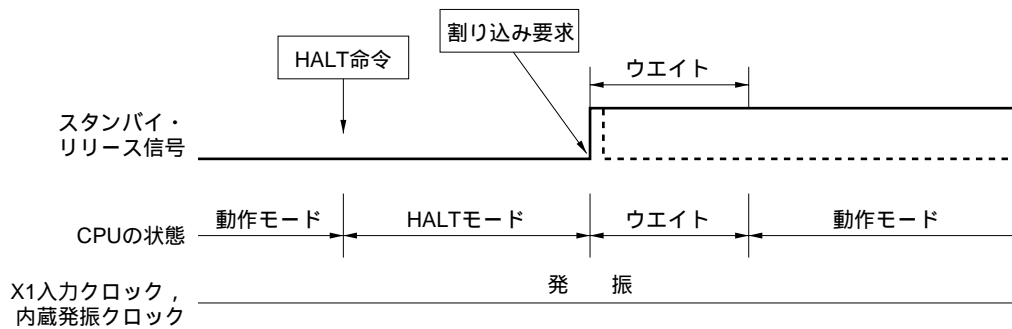 割り込み要求
HALT命令
ウエイト
スタンバイ・
リリース信号
動作モード
HALTモード
ウエイト
動作モード
CPUの状態
発　振
X1入力クロック，
内蔵発振クロック